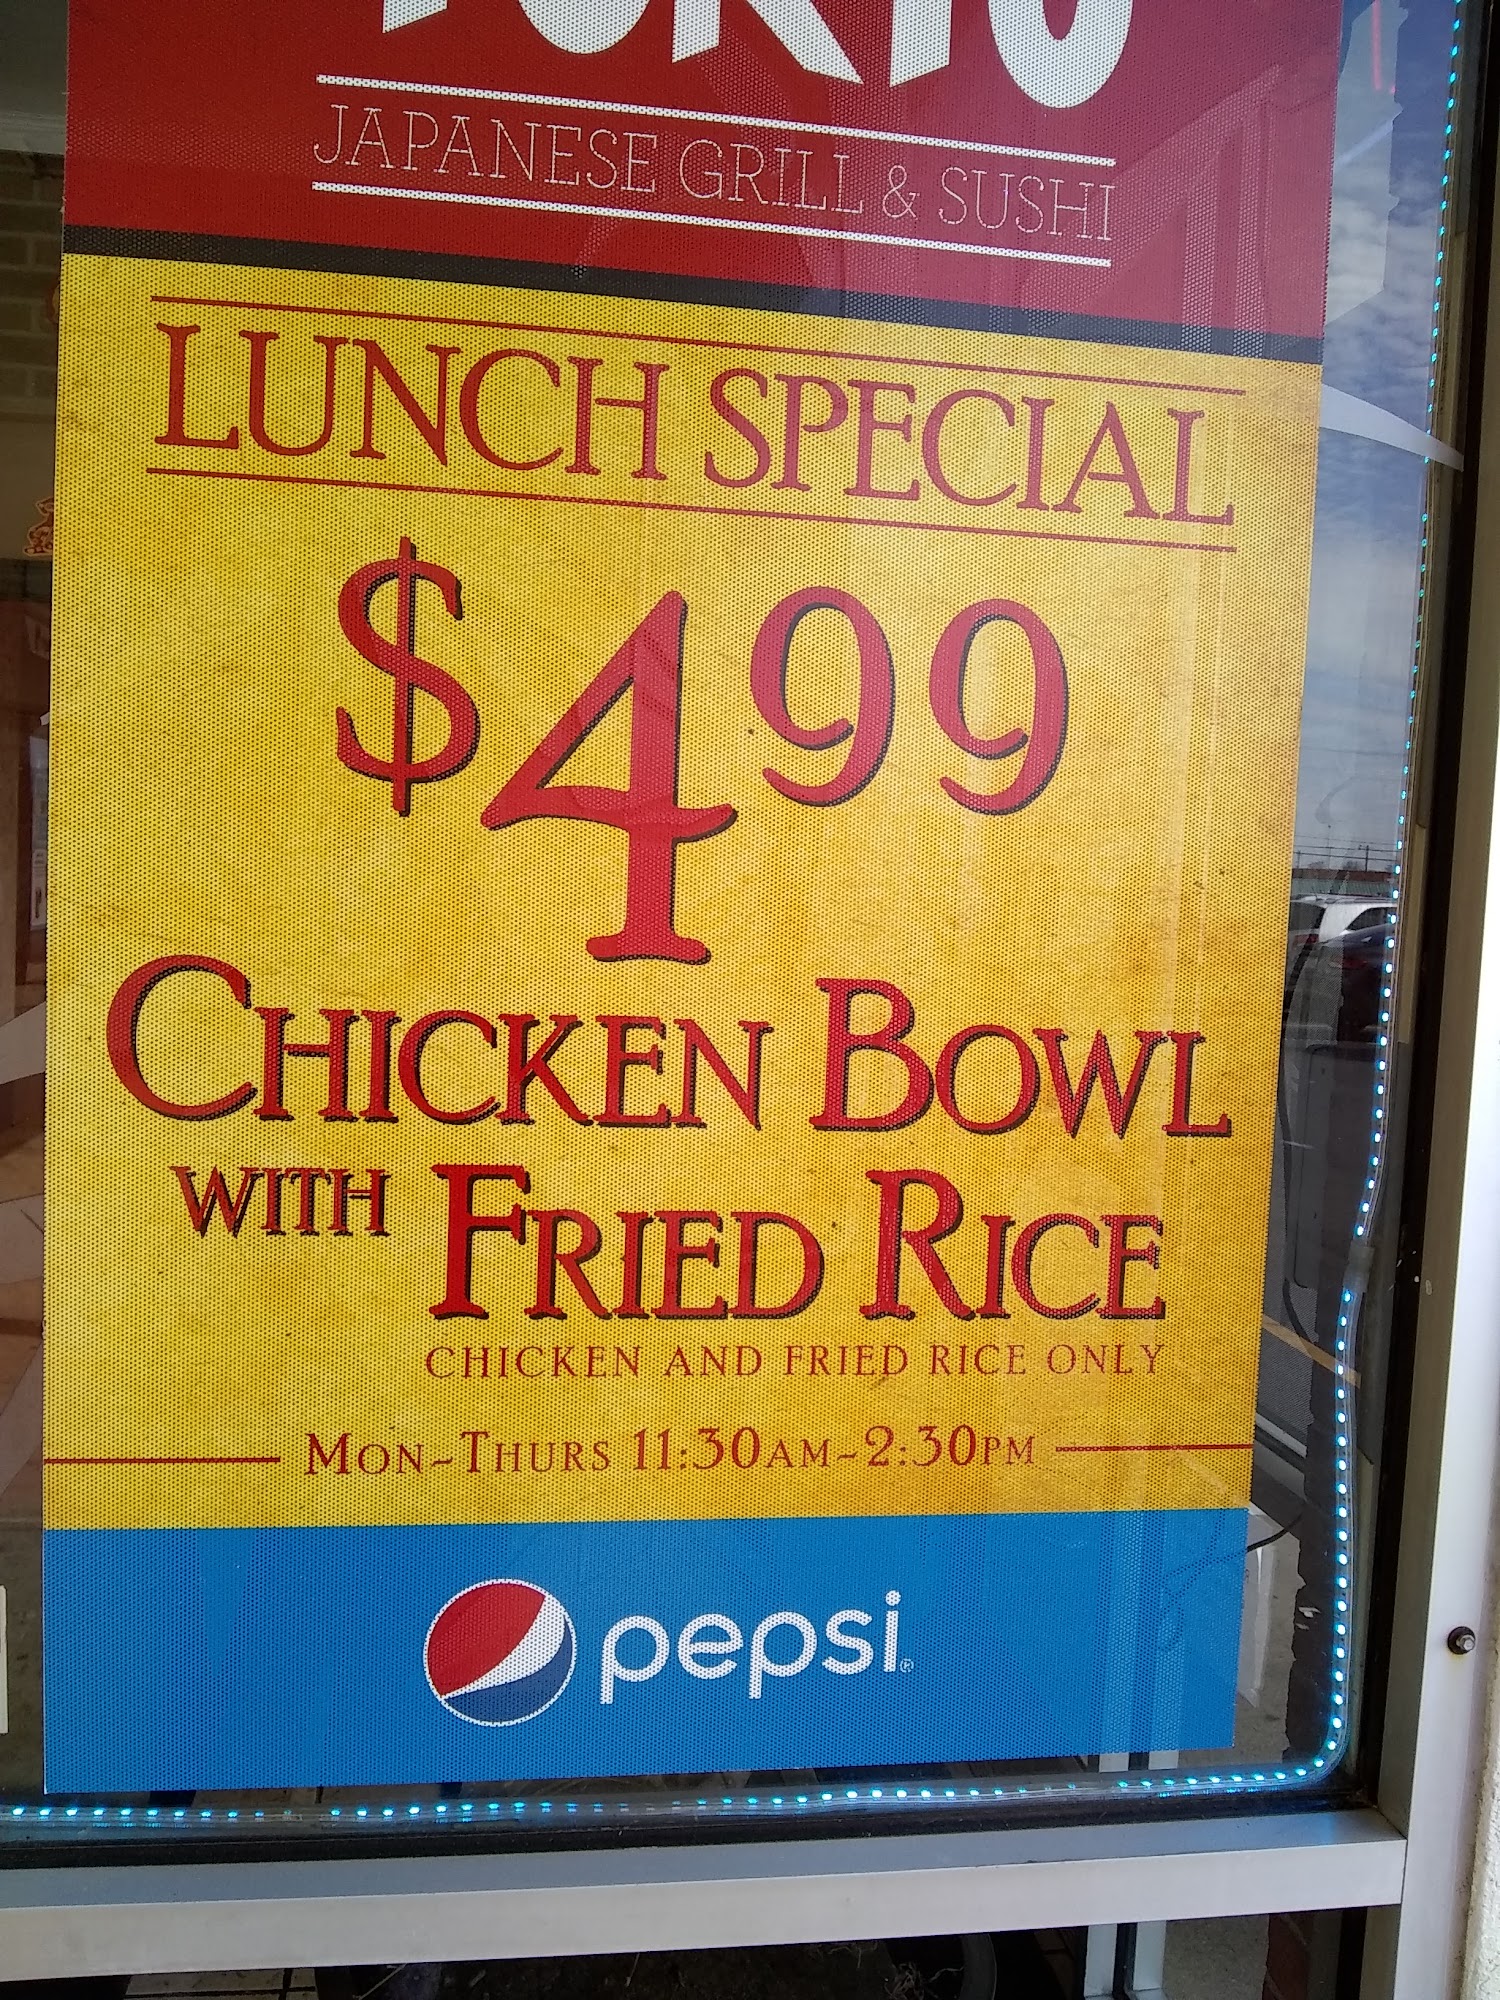 TOKYO
JAPANESE GRILL & SUSHI
LUNCH SPECIAL
$4.99
CHICKEN BOWL
WITH FRIED RICE
CHICKEN AND FRIED RICE ONLY
MON~THURS 11:30AM~2:30PM
pepsi®